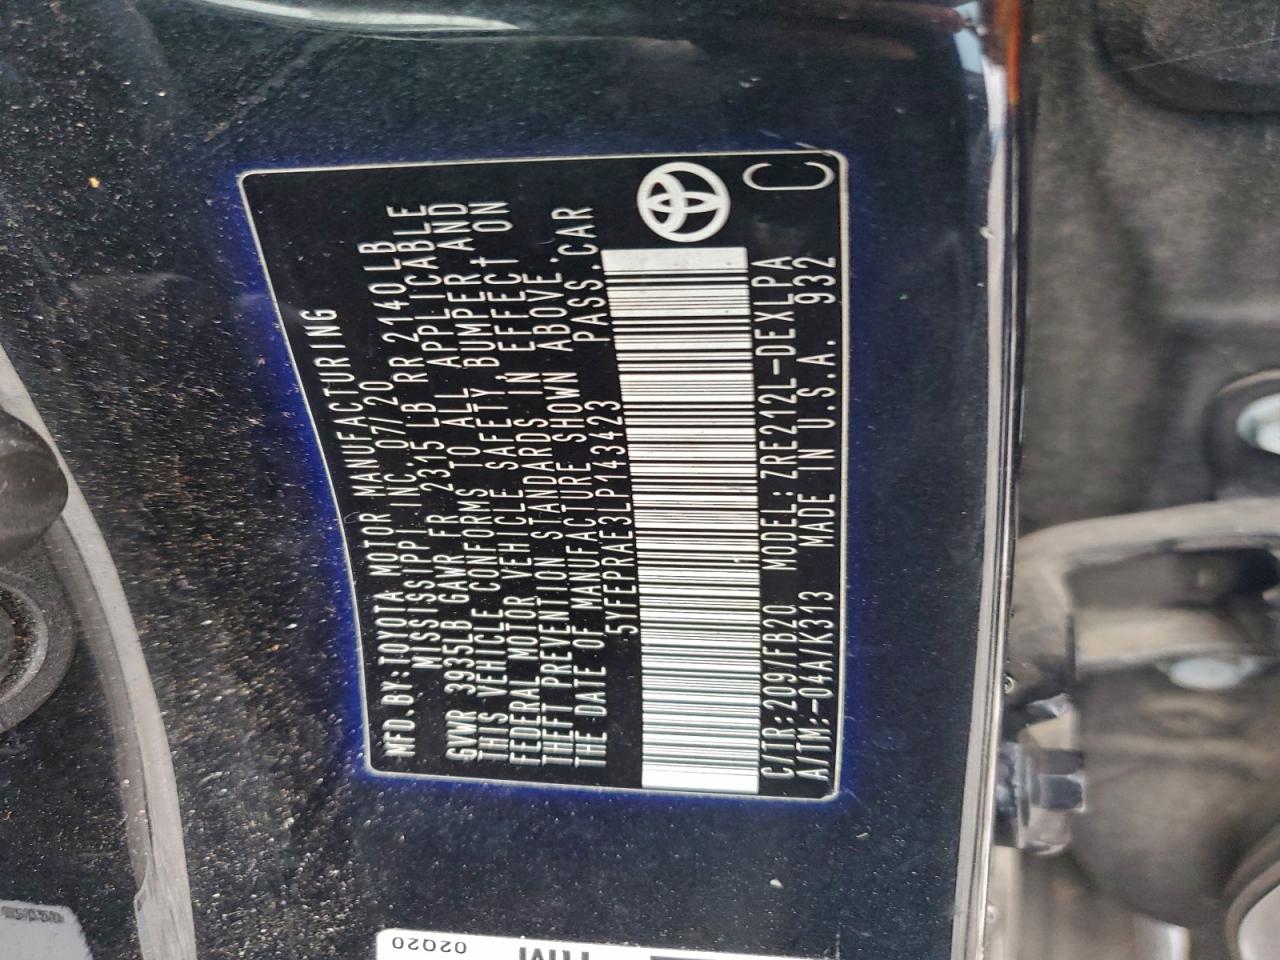 MFD.BY:TOYOTA MOTOR MANUFACTURING
MISSISSIPPI INC. 07/20
GVWR 3935LB GAWR FR 2315 LB RR 2140LB
THIS VEHICLE CONFORMS TO ALL APPLICABLE
FEDERAL MOTOR VEHICLE SAFETY, BUMPER, AND
THEFT PREVENTION STANDARDS IN EFFECT ON
THE DATE OF MANUFACTURE SHOWN ABOVE.
5YFEPRAE3LP143423 PASS.CAR
C/TR:209/FB20 MODEL:ZRE212L-DEXLPA
A/TM:-04A/K313 MADE IN U.S.A. 932
C
02Q20